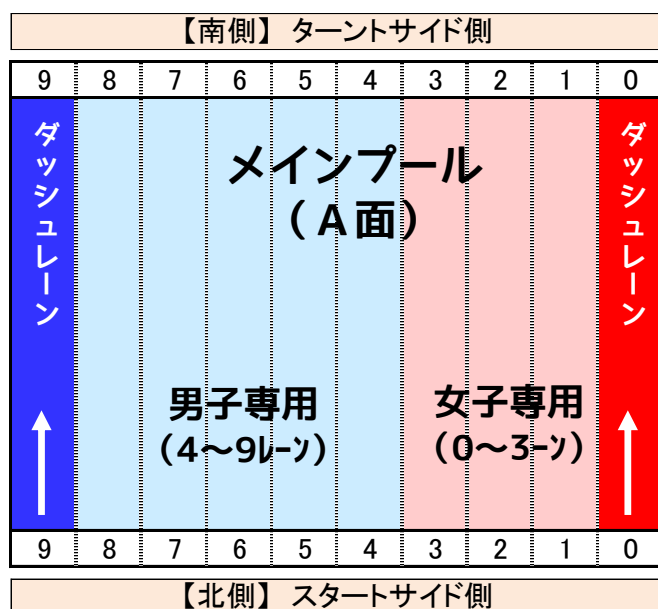 【南側】 ターントサイド側
9 8 7 6 5 4 3 2 1 0
ダッシュレーン
メインプール
（Ａ面）
ダッシュレーン
男子専用
（4～9ﾚｰﾝ）
女子専用
（0～3ｰﾝ）
9 8 7 6 5 4 3 2 1 0
【北側】 スタートサイド側